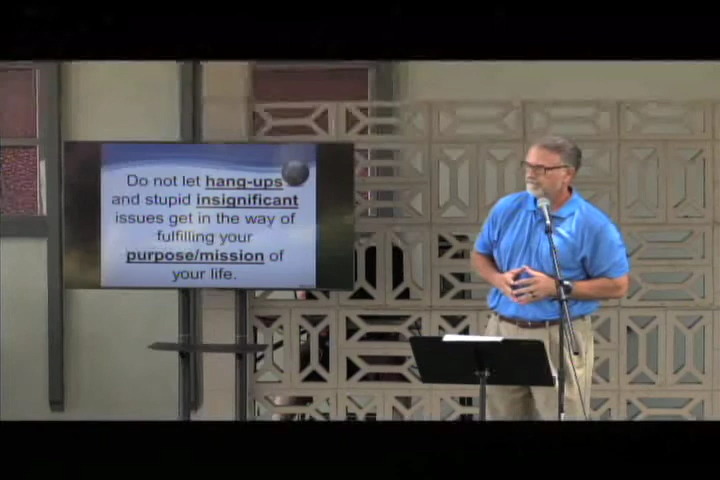 Do not let hang-ups
and stupid insignificant
issues get in the way of
fulfilling your
purpose/mission of
your life.